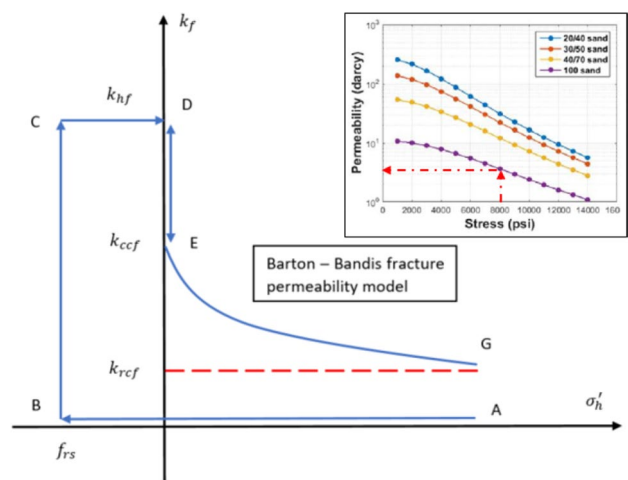 k_f
k_hf
C
D
k_ccf
E
Barton – Bandis fracture
permeability model
G
k_rcf
B
A
σ'_h
f_rs
Permeability (darcy)
10^3
10^2
10^1
10^0
20/40 sand
30/50 sand
40/70 sand
100 sand
0 2000 4000 6000 8000 10000 12000 14000 160
Stress (psi)